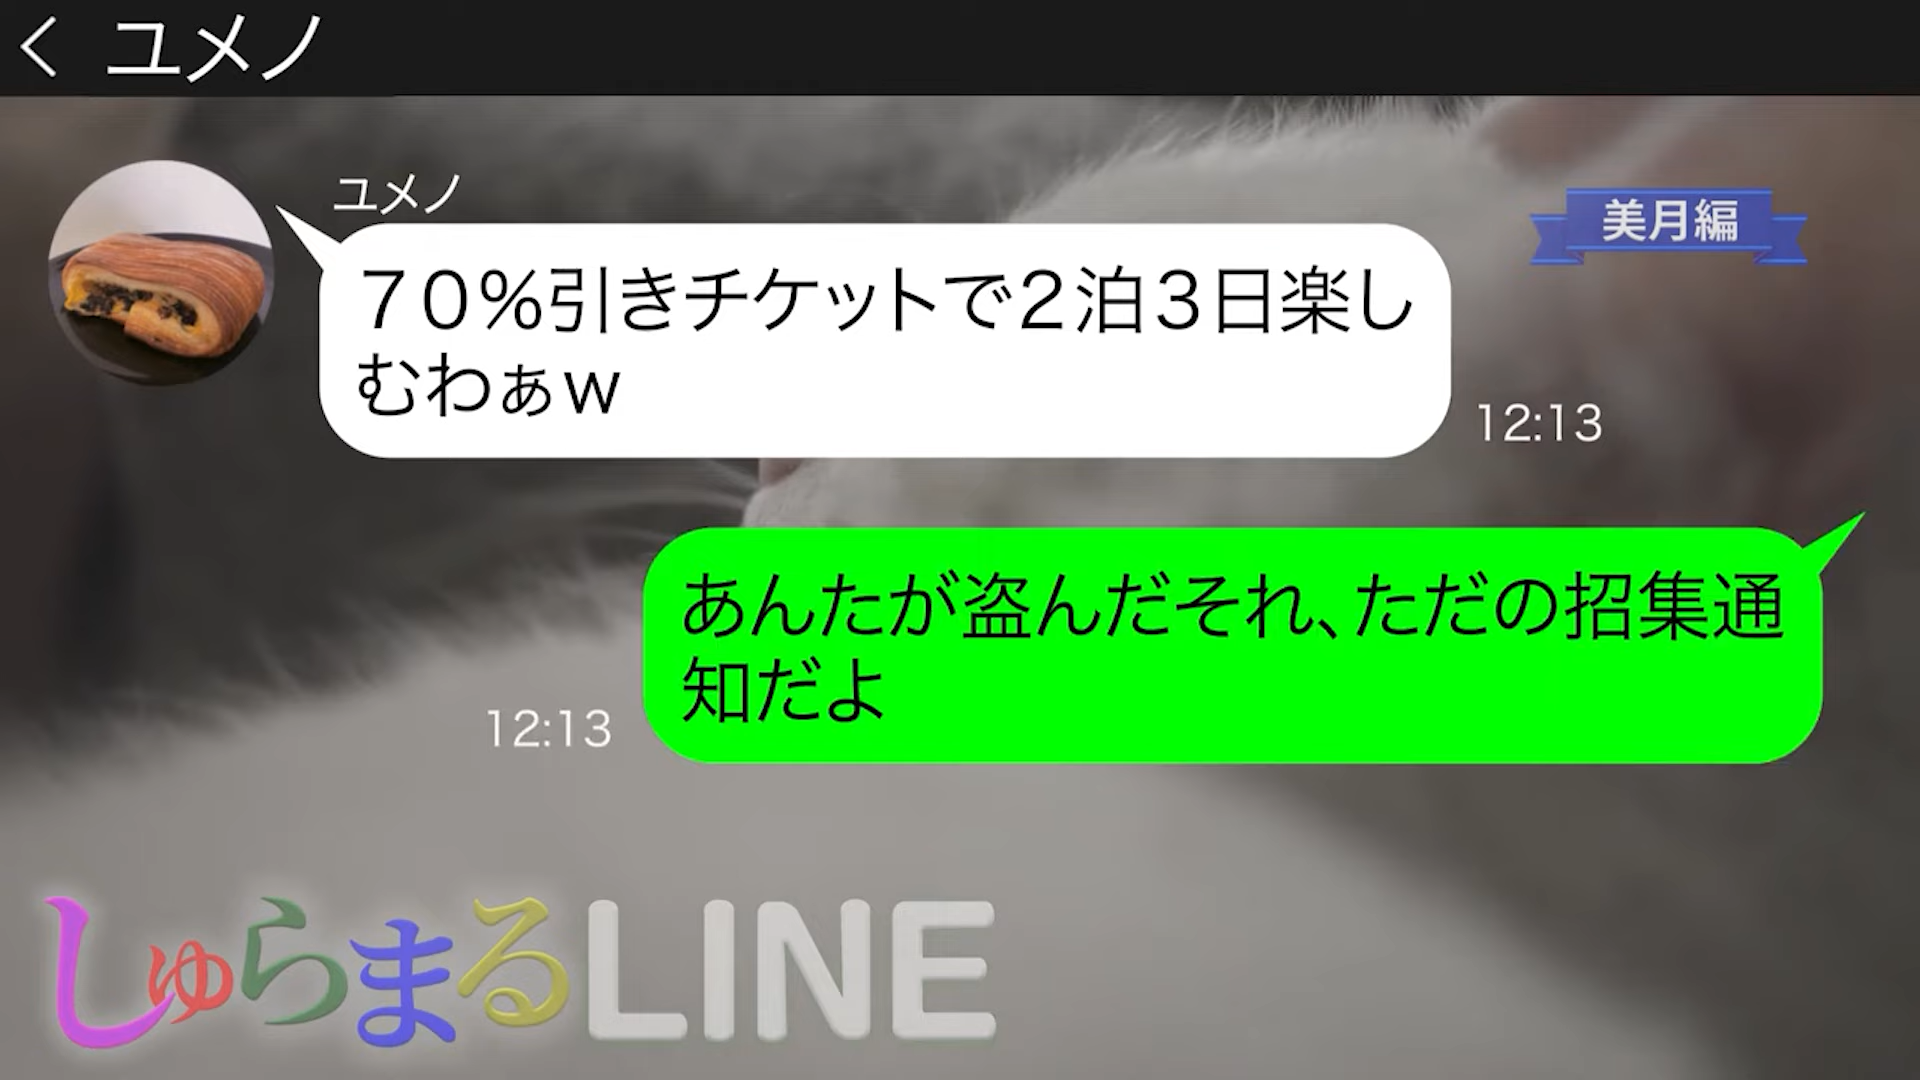 ユメノ
ユメノ
美月編
７０％引きチケットで２泊３日楽し
むわぁｗ
12:13
あんたが盗んだそれ、ただの招集通
知だよ
12:13
しゅらまるLINE